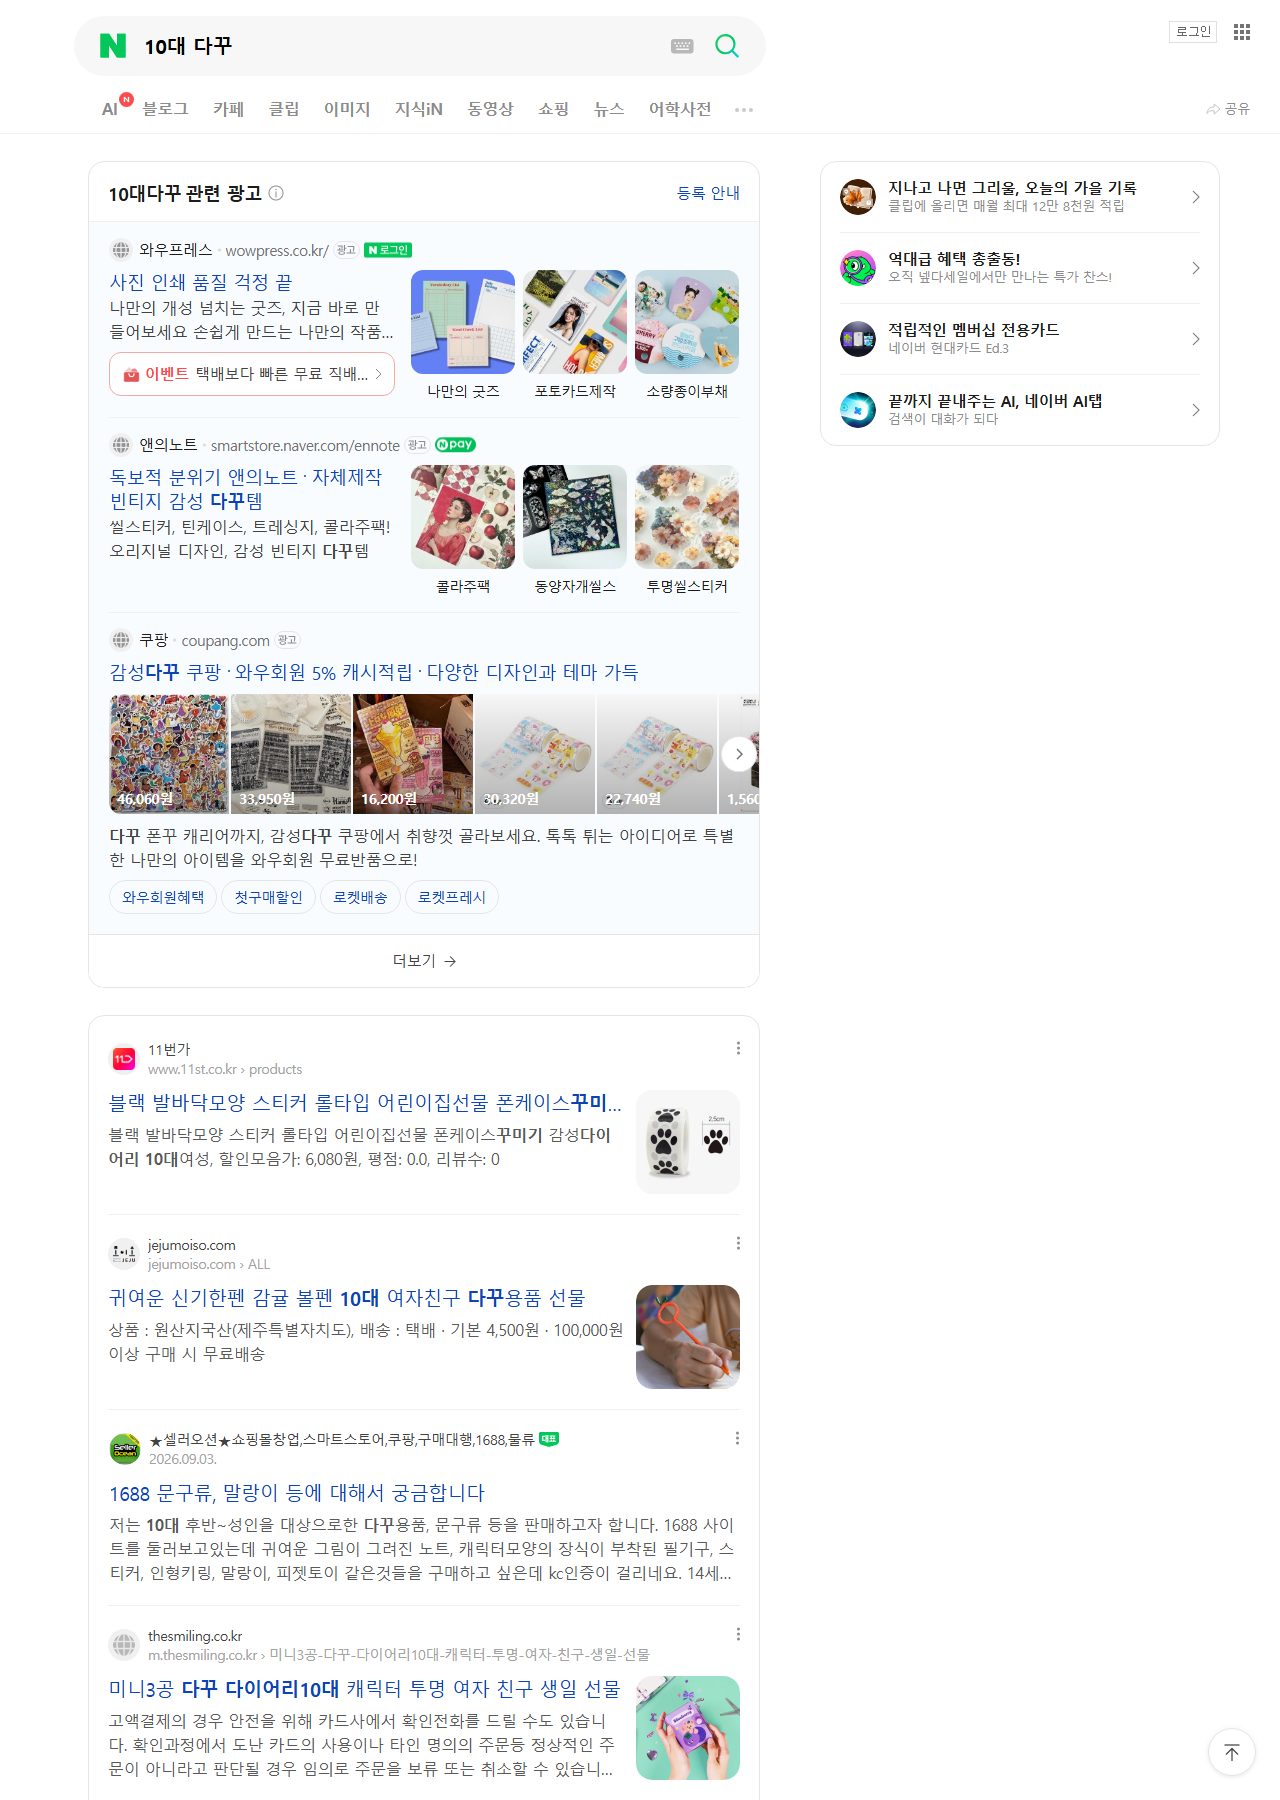 N 10대 다꾸
로그인
AI N 블로그 카페 클립 이미지 지식iN 동영상 쇼핑 뉴스 어학사전
공유
10대다꾸 관련 광고
등록 안내
와우프레스 · wowpress.co.kr/ 광고 N 로그인
사진 인쇄 품질 걱정 끝
나만의 개성 넘치는 굿즈, 지금 바로 만
들어보세요 손쉽게 만드는 나만의 작품...
이벤트 택배보다 빠른 무료 직배...
나만의 굿즈
포토카드제작
소량종이부채
앤의노트 · smartstore.naver.com/ennote 광고 N pay
독보적 분위기 앤의노트 · 자체제작
빈티지 감성 다꾸템
씰스티커, 틴케이스, 트레싱지, 콜라주팩!
오리지널 디자인, 감성 빈티지 다꾸템
콜라주팩
동양자개씰스
투명씰스티커
쿠팡 · coupang.com 광고
감성다꾸 쿠팡 · 와우회원 5% 캐시적립 · 다양한 디자인과 테마 가득
46,060원
33,950원
16,200원
30,320원
22,740원
1,560
다꾸 폰꾸 캐리어까지, 감성다꾸 쿠팡에서 취향껏 골라보세요. 톡톡 튀는 아이디어로 특별
한 나만의 아이템을 와우회원 무료반품으로!
와우회원혜택
첫구매할인
로켓배송
로켓프레시
더보기
지나고 나면 그리울, 오늘의 가을 기록
클립에 올리면 매월 최대 12만 8천원 적립
역대급 혜택 총출동!
오직 넾다세일에서만 만나는 특가 찬스!
적립적인 멤버십 전용카드
네이버 현대카드 Ed.3
끝까지 끝내주는 AI, 네이버 AI탭
검색이 대화가 되다
11번가
www.11st.co.kr › products
블랙 발바닥모양 스티커 롤타입 어린이집선물 폰케이스꾸미...
블랙 발바닥모양 스티커 롤타입 어린이집선물 폰케이스꾸미기 감성다이
어리 10대여성, 할인모음가: 6,080원, 평점: 0.0, 리뷰수: 0
2.5cm
jejumoiso.com
jejumoiso.com › ALL
귀여운 신기한펜 감귤 볼펜 10대 여자친구 다꾸용품 선물
상품 : 원산지국산(제주특별자치도), 배송 : 택배 · 기본 4,500원 · 100,000원
이상 구매 시 무료배송
Seller Ocean
★셀러오션★쇼핑몰창업,스마트스토어,쿠팡,구매대행,1688,물류 대표
2026.09.03.
1688 문구류, 말랑이 등에 대해서 궁금합니다
저는 10대 후반~성인을 대상으로한 다꾸용품, 문구류 등을 판매하고자 합니다. 1688 사이
트를 둘러보고있는데 귀여운 그림이 그려진 노트, 캐릭터모양의 장식이 부착된 필기구, 스
티커, 인형키링, 말랑이, 피젯토이 같은것들을 구매하고 싶은데 kc인증이 걸리네요. 14세...
thesmiling.co.kr
m.thesmiling.co.kr › 미니3공-다꾸-다이어리10대-캐릭터-투명-여자-친구-생일-선물
미니3공 다꾸 다이어리10대 캐릭터 투명 여자 친구 생일 선물
고액결제의 경우 안전을 위해 카드사에서 확인전화를 드릴 수도 있습니
다. 확인과정에서 도난 카드의 사용이나 타인 명의의 주문등 정상적인 주
문이 아니라고 판단될 경우 임의로 주문을 보류 또는 취소할 수 있습니...